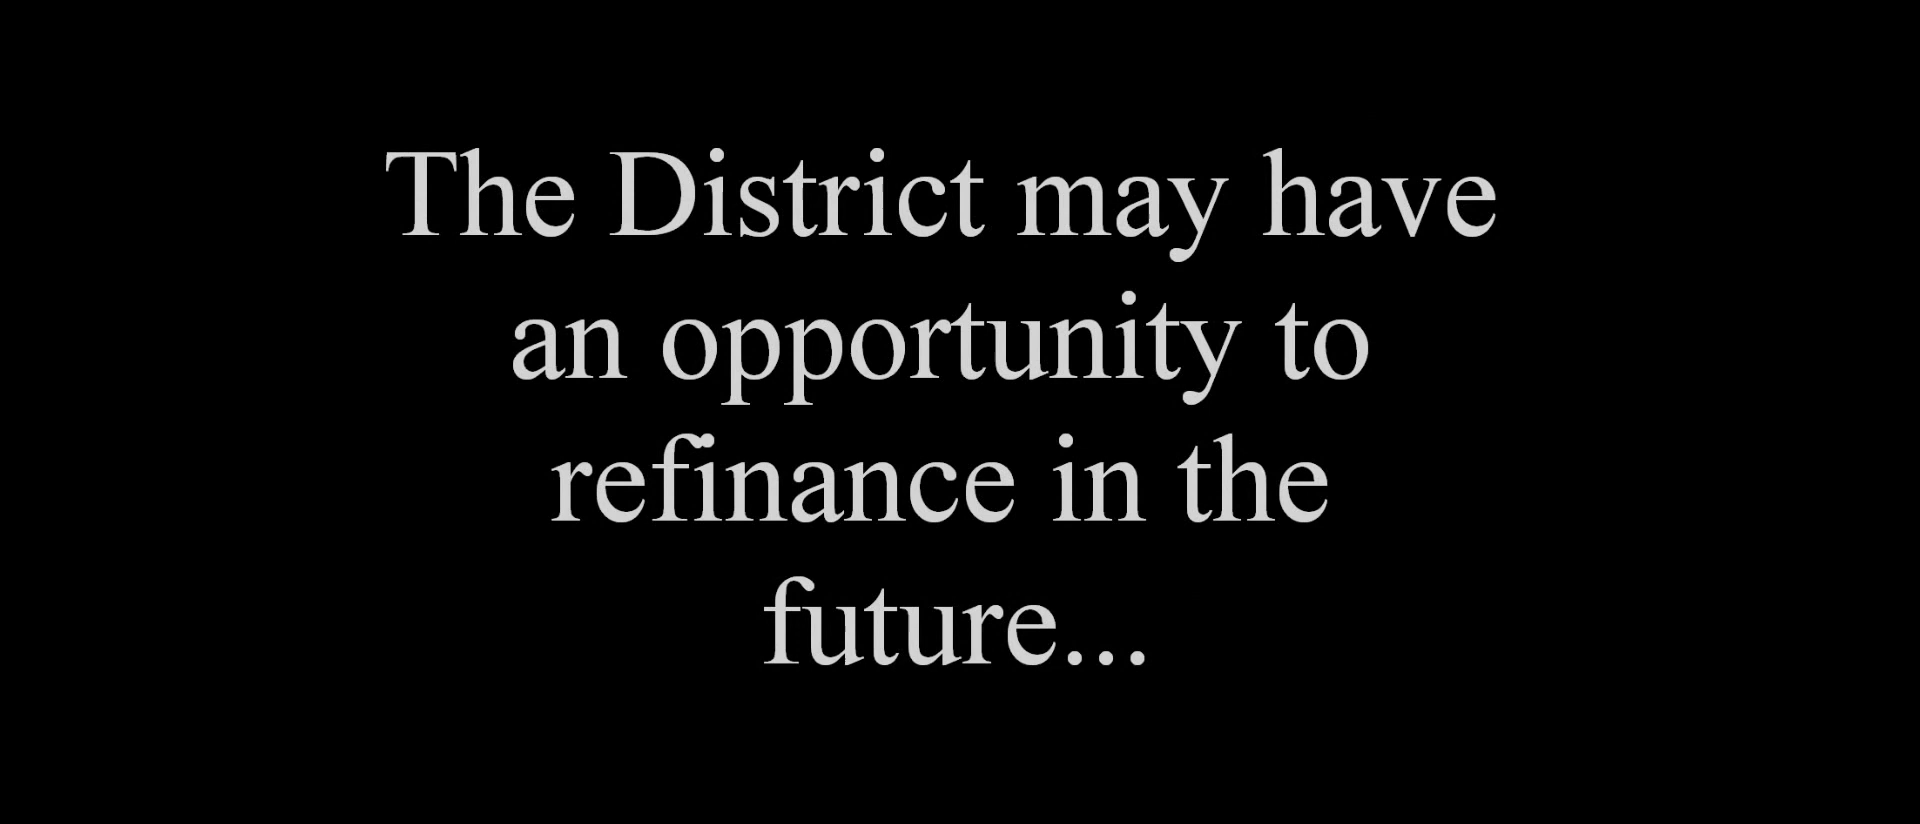 The District may have
an opportunity to
refinance in the
future...